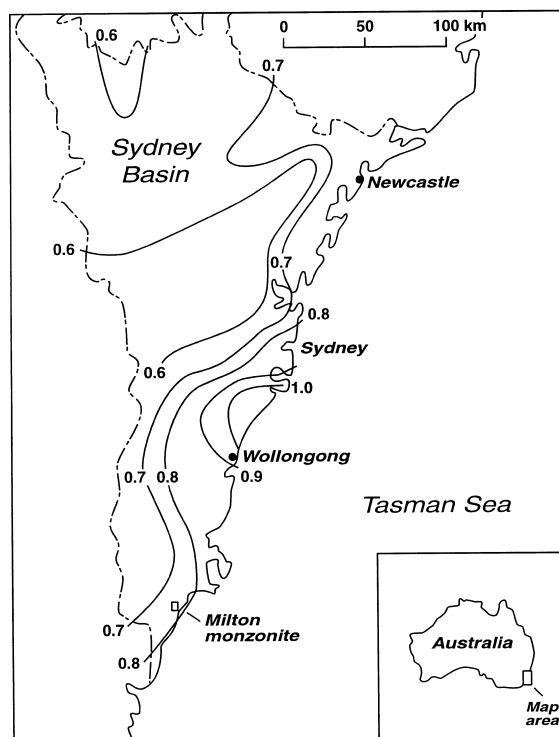 0 50 100 km
0.6
0.7
Sydney
Basin
Newcastle
0.6
0.7
0.8
Sydney
0.6
1.0
Wollongong
0.7
0.8
0.9
Tasman Sea
Milton
monzonite
0.7
0.8
Australia
Map
area